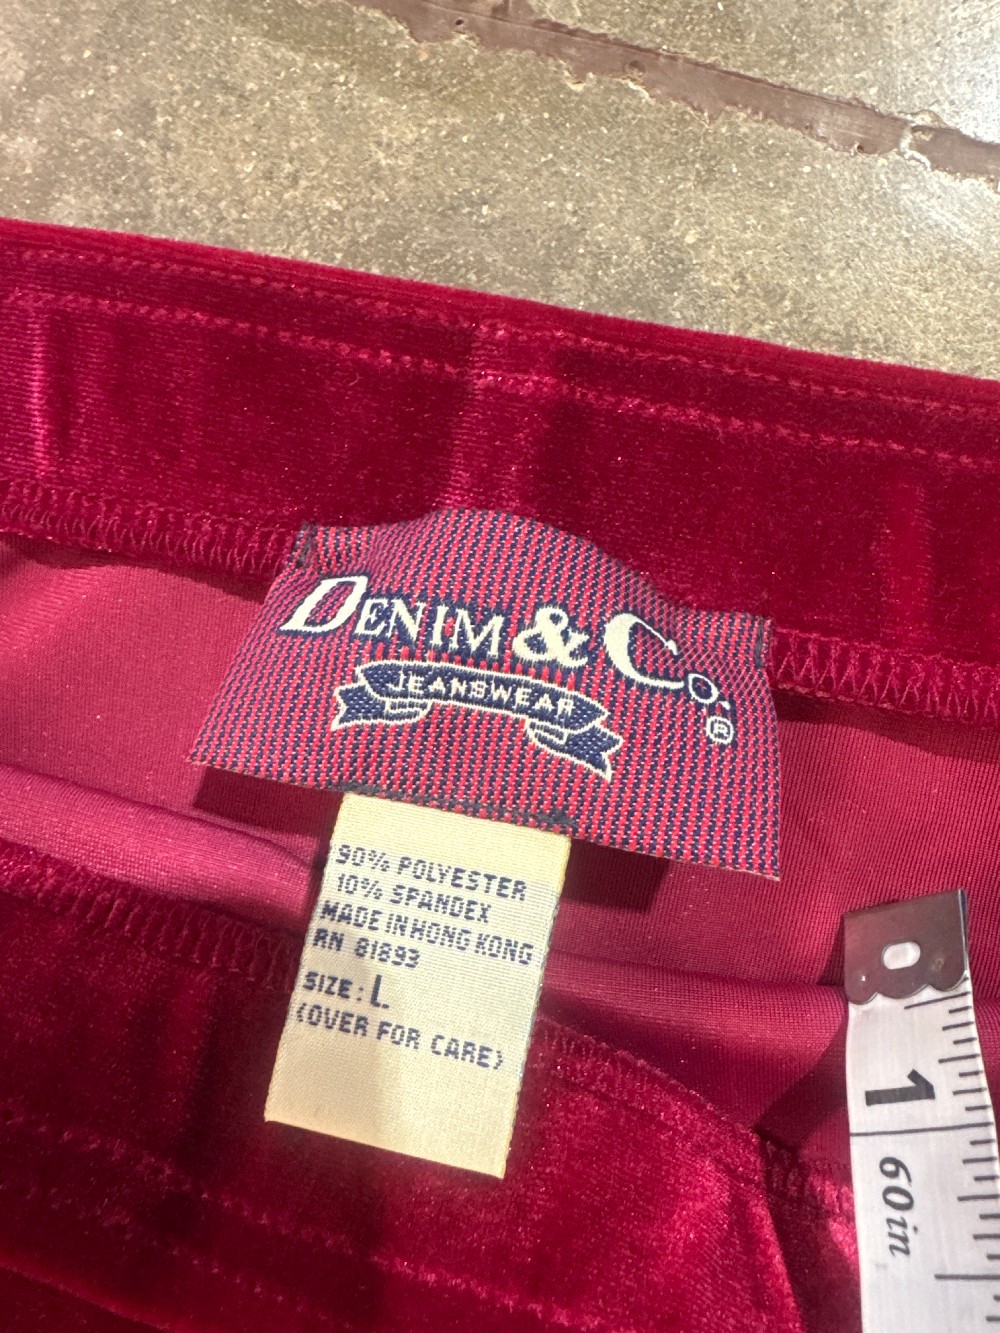 DENIM & Co. ®
JEANSWEAR
90% POLYESTER
10% SPANDEX
MADE IN HONG KONG
RN 81893
SIZE: L
(OVER FOR CARE)
1
60in